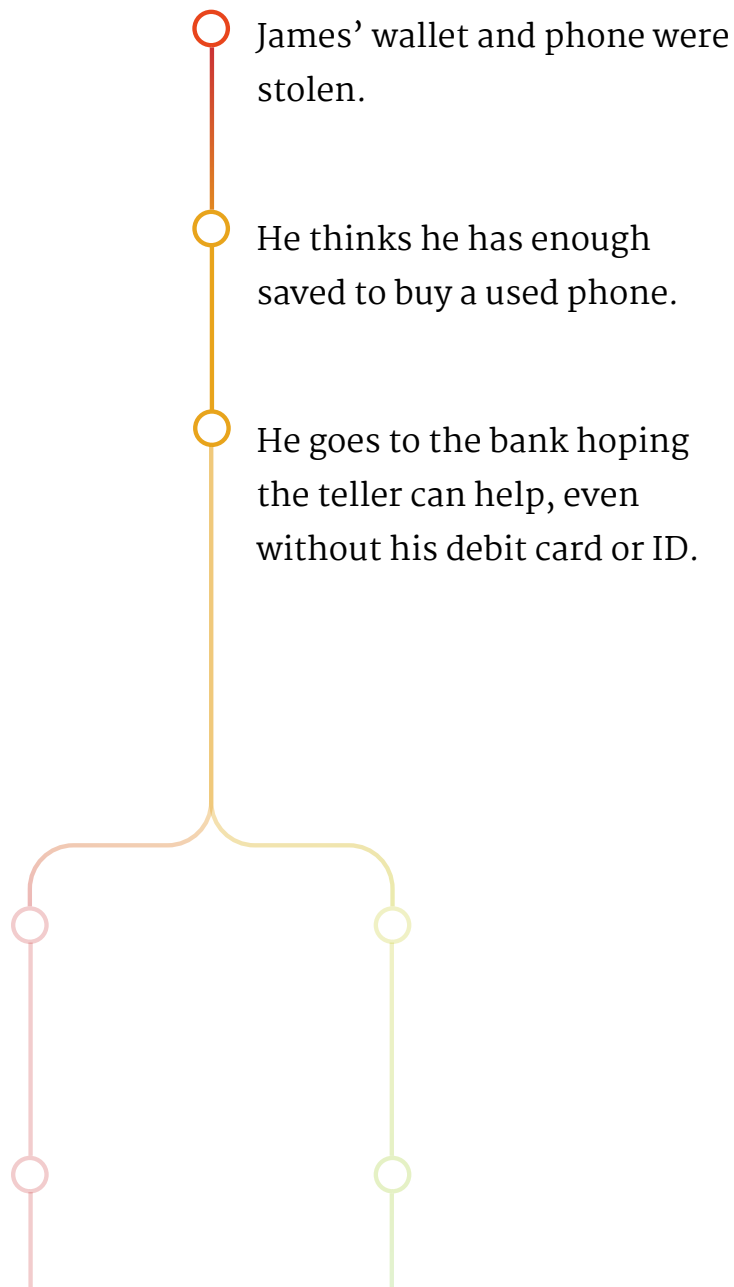 James’ wallet and phone were
stolen.
He thinks he has enough
saved to buy a used phone.
He goes to the bank hoping
the teller can help, even
without his debit card or ID.